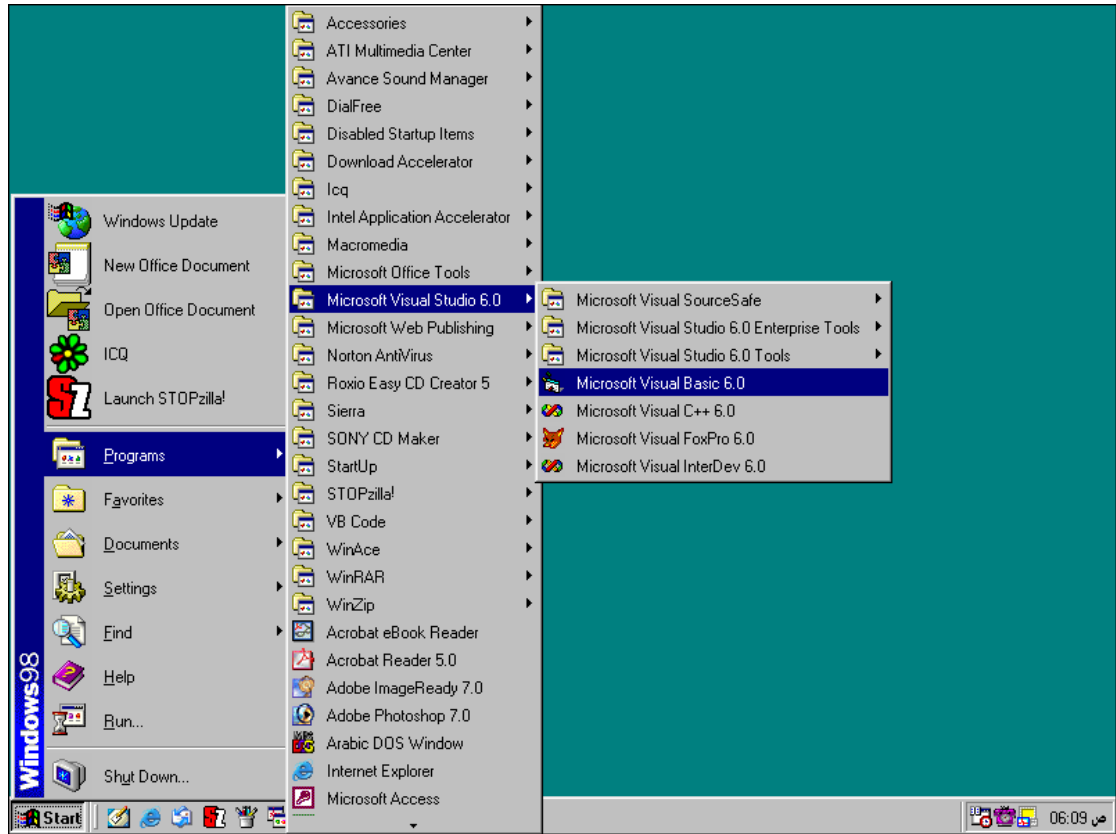 Windows98
Windows Update
New Office Document
Open Office Document
ICQ
Launch STOPzilla!
Programs
Favorites
Documents
Settings
Find
Help
Run...
Shut Down...
Accessories
ATI Multimedia Center
Avance Sound Manager
DialFree
Disabled Startup Items
Download Accelerator
Icq
Intel Application Accelerator
Macromedia
Microsoft Office Tools
Microsoft Visual Studio 6.0
Microsoft Web Publishing
Norton AntiVirus
Roxio Easy CD Creator 5
Sierra
SONY CD Maker
StartUp
STOPzilla!
VB Code
WinAce
WinRAR
WinZip
Acrobat eBook Reader
Acrobat Reader 5.0
Adobe ImageReady 7.0
Adobe Photoshop 7.0
Arabic DOS Window
Internet Explorer
Microsoft Access
Microsoft Visual SourceSafe
Microsoft Visual Studio 6.0 Enterprise Tools
Microsoft Visual Studio 6.0 Tools
Microsoft Visual Basic 6.0
Microsoft Visual C++ 6.0
Microsoft Visual FoxPro 6.0
Microsoft Visual InterDev 6.0
Start
06:09 ص